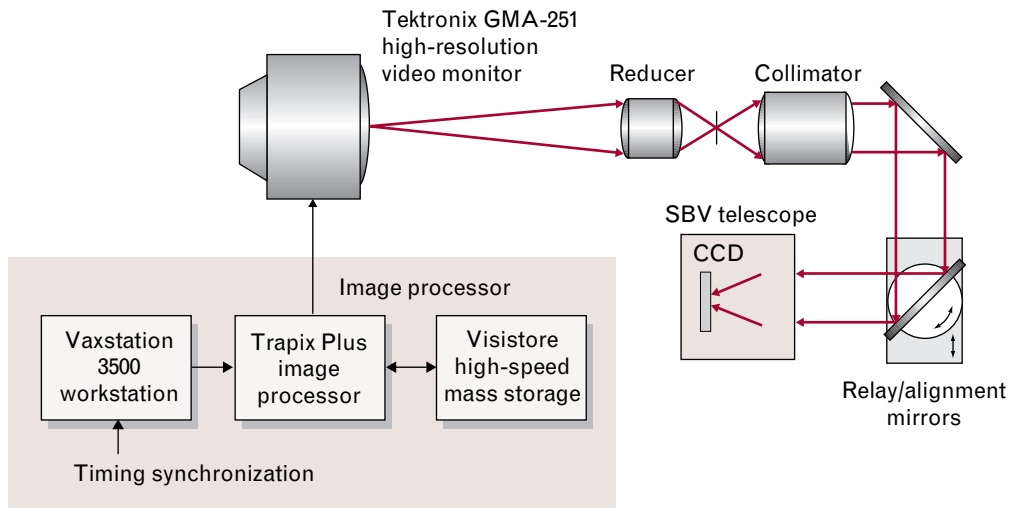 Tektronix GMA-251
high-resolution
video monitor
Reducer
Collimator
SBV telescope
CCD
Relay/alignment
mirrors
Image processor
Vaxstation
3500
workstation
Trapix Plus
image
processor
Visistore
high-speed
mass storage
Timing synchronization